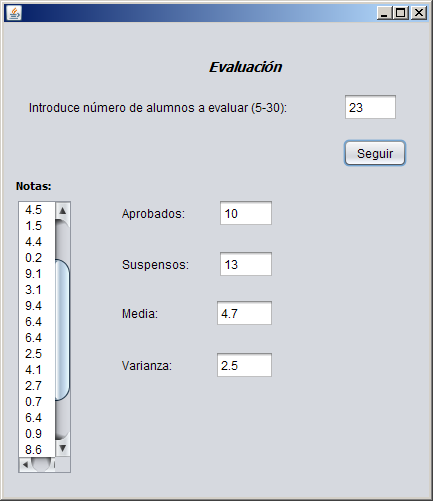 Evaluación
Introduce número de alumnos a evaluar (5-30): 23
Seguir
Notas:
4.5
1.5
4.4
0.2
9.1
3.1
9.4
6.4
6.4
2.5
4.1
2.7
0.7
6.4
0.9
8.6
Aprobados: 10
Suspensos: 13
Media: 4.7
Varianza: 2.5